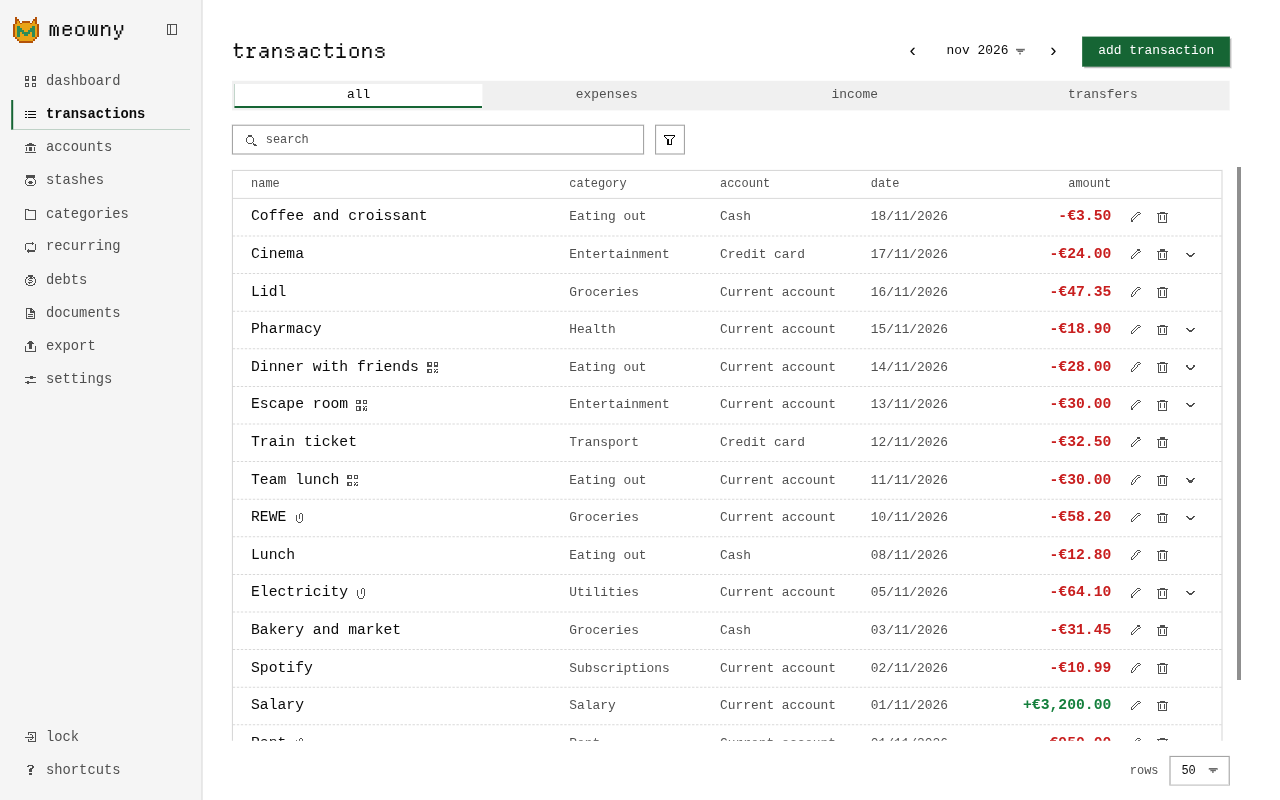 meowny
dashboard
transactions
accounts
stashes
categories
recurring
debts
documents
export
settings
lock
? shortcuts
transactions
‹ nov 2026 ›
add transaction
all expenses income transfers
search
name category account date amount
Coffee and croissant Eating out Cash 18/11/2026 -€3.50
Cinema Entertainment Credit card 17/11/2026 -€24.00
Lidl Groceries Current account 16/11/2026 -€47.35
Pharmacy Health Current account 15/11/2026 -€18.90
Dinner with friends Eating out Current account 14/11/2026 -€28.00
Escape room Entertainment Current account 13/11/2026 -€30.00
Train ticket Transport Credit card 12/11/2026 -€32.50
Team lunch Eating out Current account 11/11/2026 -€30.00
REWE Groceries Current account 10/11/2026 -€58.20
Lunch Eating out Cash 08/11/2026 -€12.80
Electricity Utilities Current account 05/11/2026 -€64.10
Bakery and market Groceries Cash 03/11/2026 -€31.45
Spotify Subscriptions Current account 02/11/2026 -€10.99
Salary Salary Current account 01/11/2026 +€3,200.00
rows 50